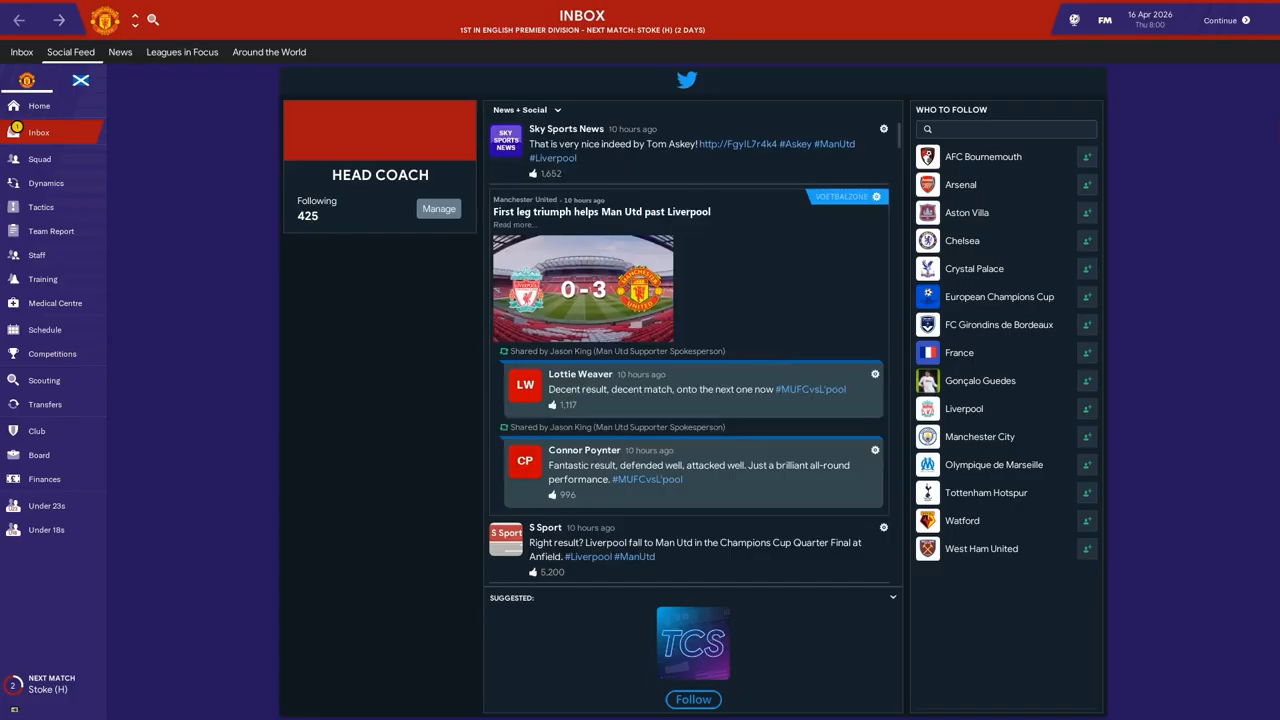 INBOX
1ST IN ENGLISH PREMIER DIVISION - NEXT MATCH: STOKE (H) (2 DAYS)
FM
16 Apr 2026
Thu 8:00
Continue
Inbox
Social Feed
News
Leagues in Focus
Around the World
Home
1
Inbox
Squad
Dynamics
Tactics
Team Report
Staff
Training
Medical Centre
Schedule
Competitions
Scouting
Transfers
Club
Board
Finances
Under 23s
Under 18s
2
NEXT MATCH
Stoke (H)
HEAD COACH
Following
425
Manage
News + Social
SKY
SPORTS
NEWS
Sky Sports News 10 hours ago
That is very nice indeed by Tom Askey! http://FgyIL7r4k4 #Askey #ManUtd
#Liverpool
1,652
Manchester United - 10 hours ago
VOETBALZONE
First leg triumph helps Man Utd past Liverpool
Read more...
0 - 3
Shared by Jason King (Man Utd Supporter Spokesperson)
LW
Lottie Weaver 10 hours ago
Decent result, decent match, onto the next one now #MUFCvsL'pool
1,117
Shared by Jason King (Man Utd Supporter Spokesperson)
CP
Connor Poynter 10 hours ago
Fantastic result, defended well, attacked well. Just a brilliant all-round
performance. #MUFCvsL'pool
996
S Sport
S Sport 10 hours ago
Right result? Liverpool fall to Man Utd in the Champions Cup Quarter Final at
Anfield. #Liverpool #ManUtd
5,200
SUGGESTED:
TCS
Follow
WHO TO FOLLOW
AFC Bournemouth
Arsenal
Aston Villa
Chelsea
Crystal Palace
European Champions Cup
FC Girondins de Bordeaux
France
Gonçalo Guedes
Liverpool
Manchester City
Olympique de Marseille
Tottenham Hotspur
Watford
West Ham United